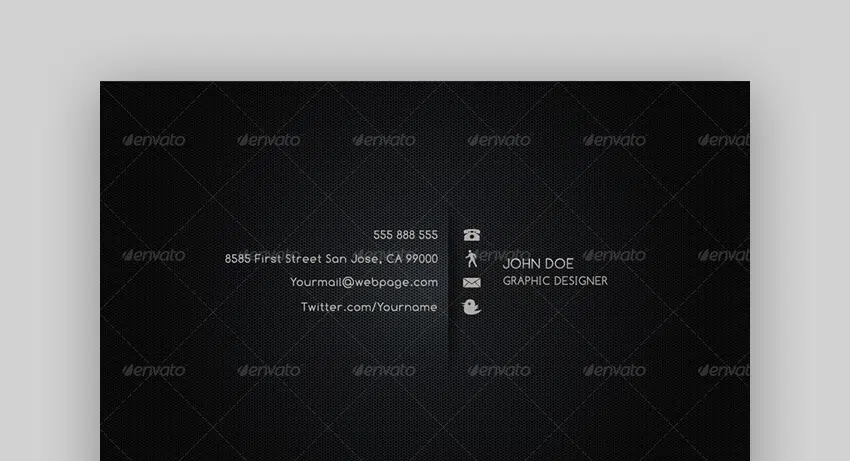 envato envato envato envato envato envato
555 888 555
8585 First Street San Jose, CA 99000
Yourmail@webpage.com
Twitter.com/Yourname
JOHN DOE
GRAPHIC DESIGNER
envato envato envato envato envato envato
envato envato envato envato envato envato